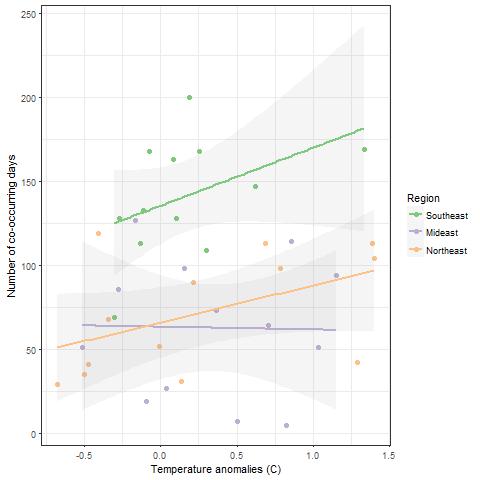 250
200
150
100
50
0
Number of co-occurring days
-0.5
0.0
0.5
1.0
1.5
Temperature anomalies (C)
Region
Southeast
Mideast
Northeast